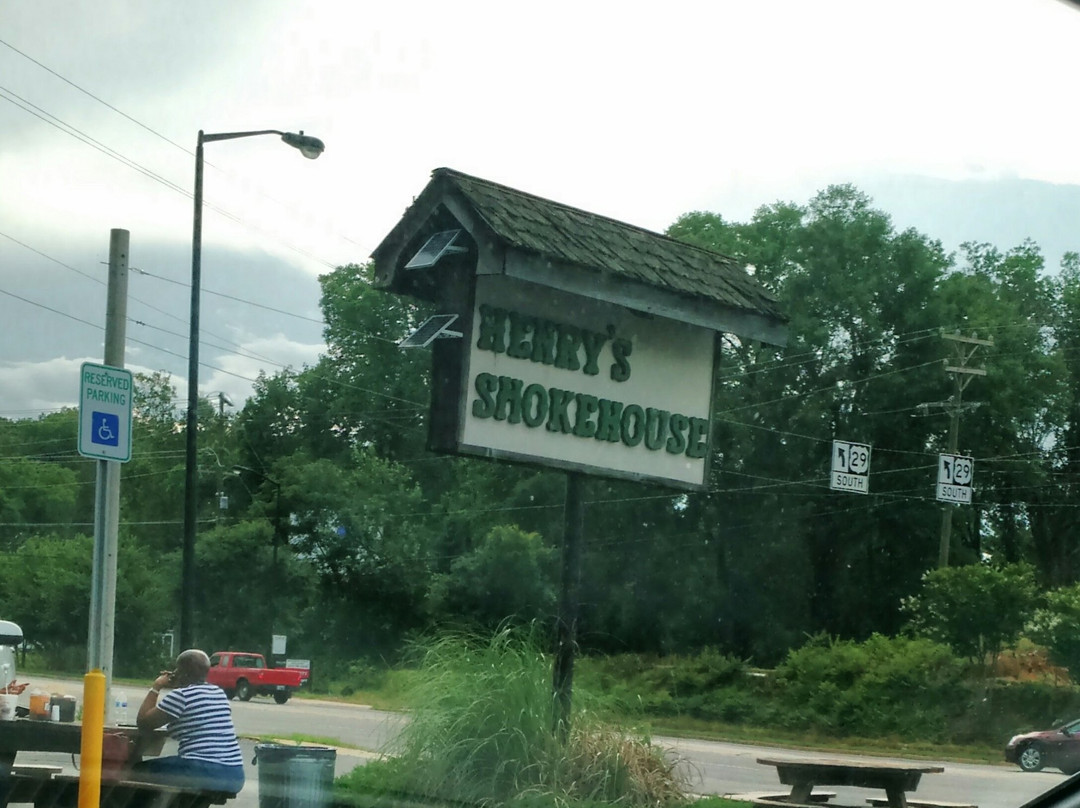 HENRY'S
SMOKEHOUSE
RESERVED
PARKING
29
SOUTH
29
SOUTH